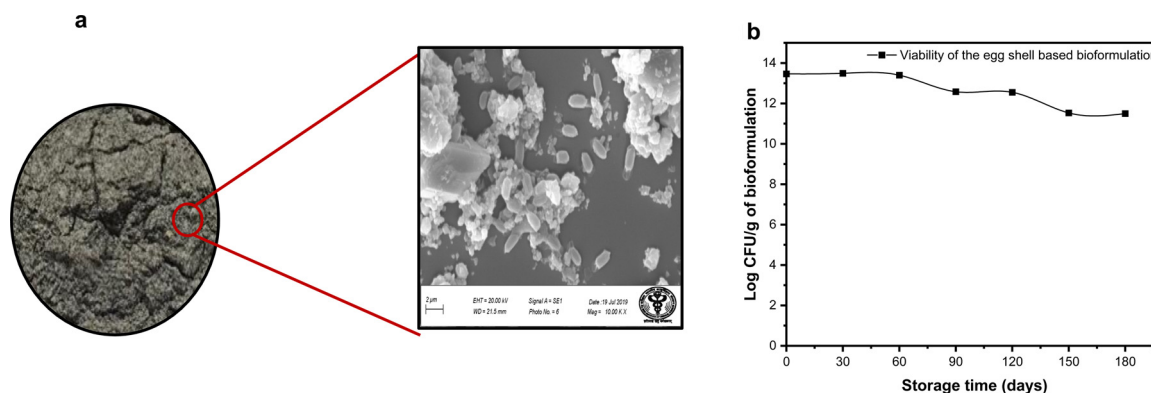 a
2 µm
EHT = 20.00 kV
WD = 21.5 mm
Signal A = SE1
Photo No. = 6
Date :19 Jul 2019
Mag = 10.00 K X
b
Viability of the egg shell based bioformulation
14
12
10
8
6
4
2
0
Log CFU/g of bioformulation
0 30 60 90 120 150 180
Storage time (days)